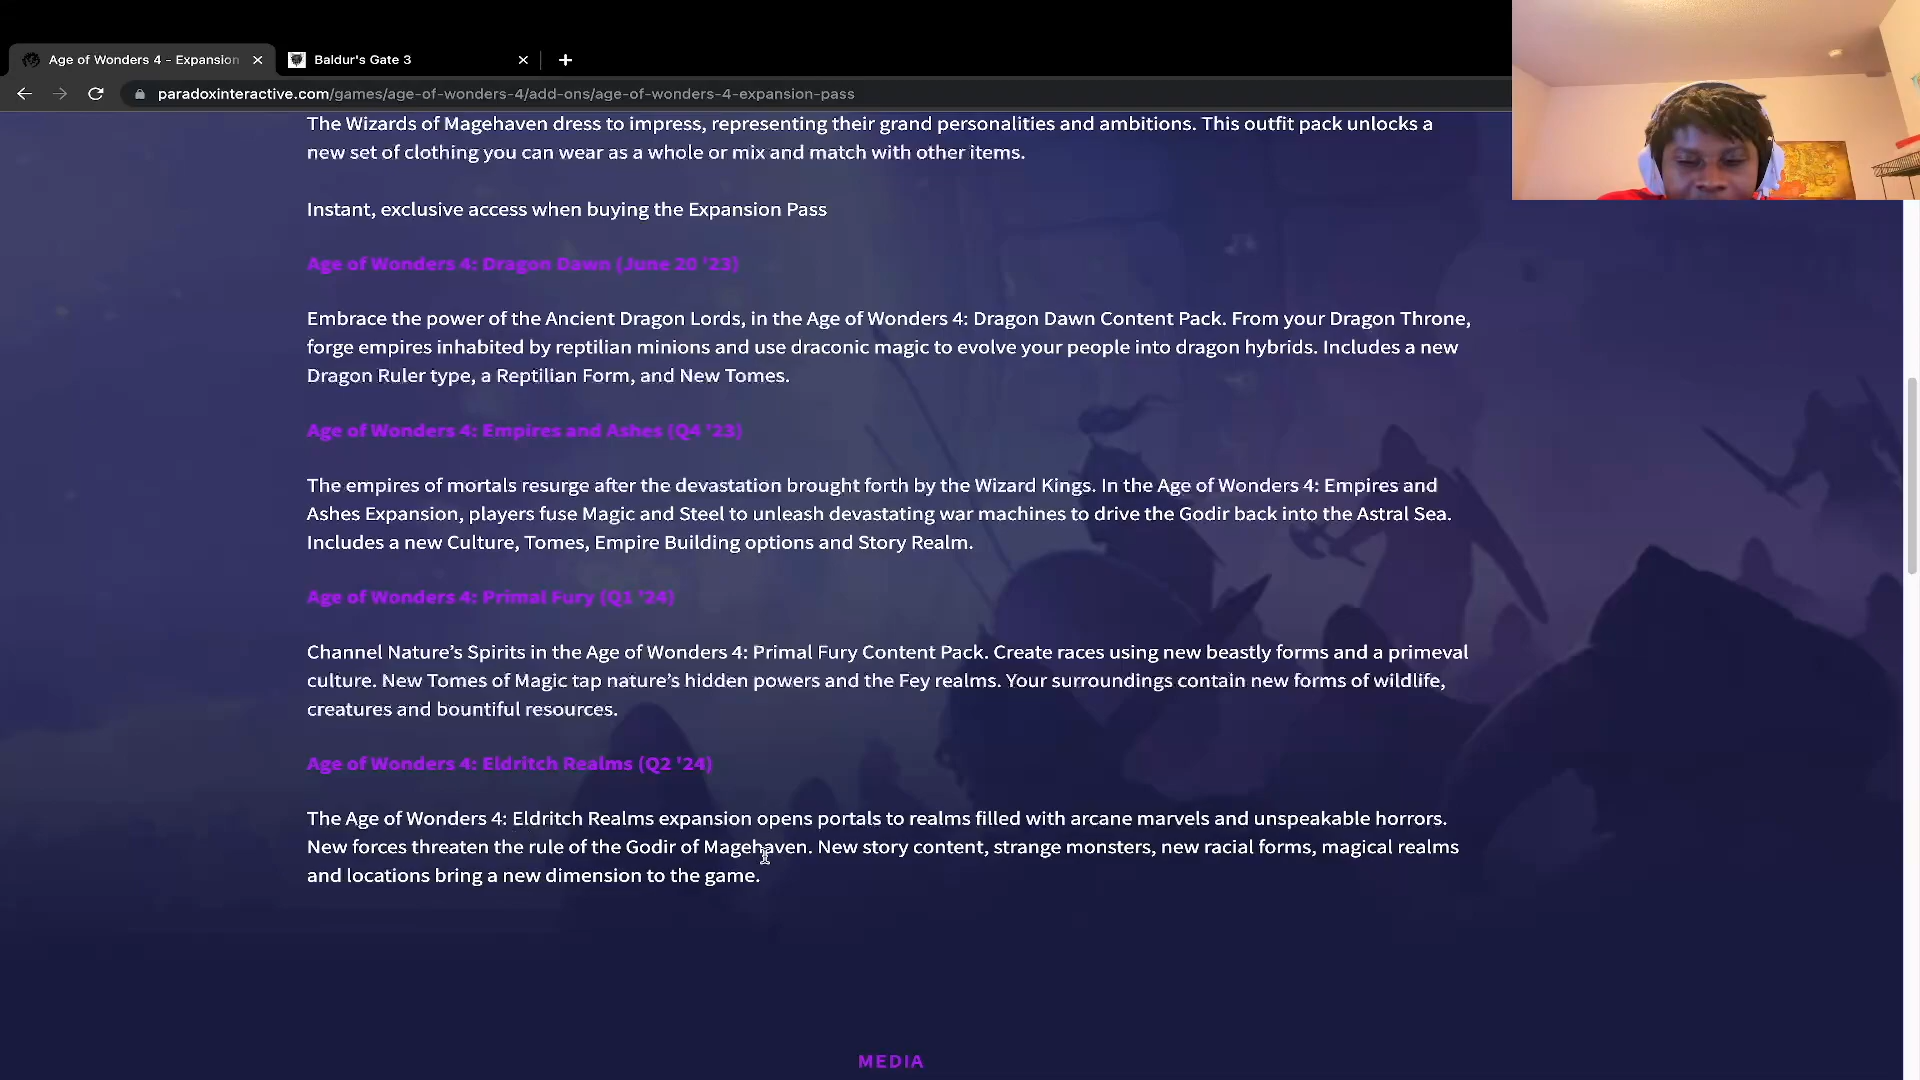 Age of Wonders 4 - Expansion
Baldur's Gate 3
paradoxinteractive.com/games/age-of-wonders-4/add-ons/age-of-wonders-4-expansion-pass
The Wizards of Magehaven dress to impress, representing their grand personalities and ambitions. This outfit pack unlocks a
new set of clothing you can wear as a whole or mix and match with other items.
Instant, exclusive access when buying the Expansion Pass
Age of Wonders 4: Dragon Dawn (June 20 '23)
Embrace the power of the Ancient Dragon Lords, in the Age of Wonders 4: Dragon Dawn Content Pack. From your Dragon Throne,
forge empires inhabited by reptilian minions and use draconic magic to evolve your people into dragon hybrids. Includes a new
Dragon Ruler type, a Reptilian Form, and New Tomes.
Age of Wonders 4: Empires and Ashes (Q4 '23)
The empires of mortals resurge after the devastation brought forth by the Wizard Kings. In the Age of Wonders 4: Empires and
Ashes Expansion, players fuse Magic and Steel to unleash devastating war machines to drive the Godir back into the Astral Sea.
Includes a new Culture, Tomes, Empire Building options and Story Realm.
Age of Wonders 4: Primal Fury (Q1 '24)
Channel Nature’s Spirits in the Age of Wonders 4: Primal Fury Content Pack. Create races using new beastly forms and a primeval
culture. New Tomes of Magic tap nature’s hidden powers and the Fey realms. Your surroundings contain new forms of wildlife,
creatures and bountiful resources.
Age of Wonders 4: Eldritch Realms (Q2 '24)
The Age of Wonders 4: Eldritch Realms expansion opens portals to realms filled with arcane marvels and unspeakable horrors.
New forces threaten the rule of the Godir of Magehaven. New story content, strange monsters, new racial forms, magical realms
and locations bring a new dimension to the game.
MEDIA